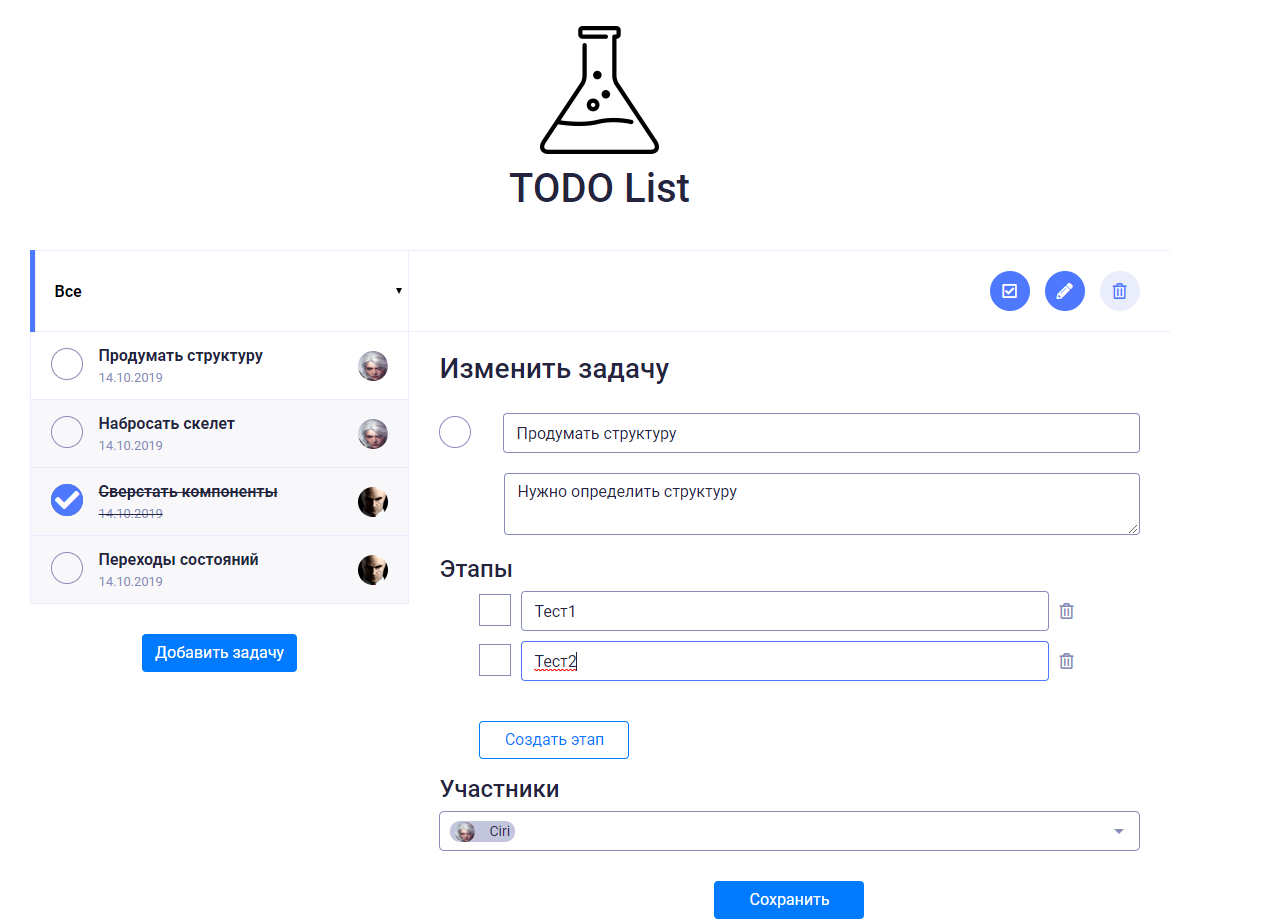 TODO List
Все
Продумать структуру
14.10.2019
Набросать скелет
14.10.2019
Сверстать компоненты
14.10.2019
Переходы состояний
14.10.2019
Добавить задачу
Изменить задачу
Продумать структуру
Нужно определить структуру
Этапы
Тест1
Тест2
Создать этап
Участники
Ciri
Сохранить